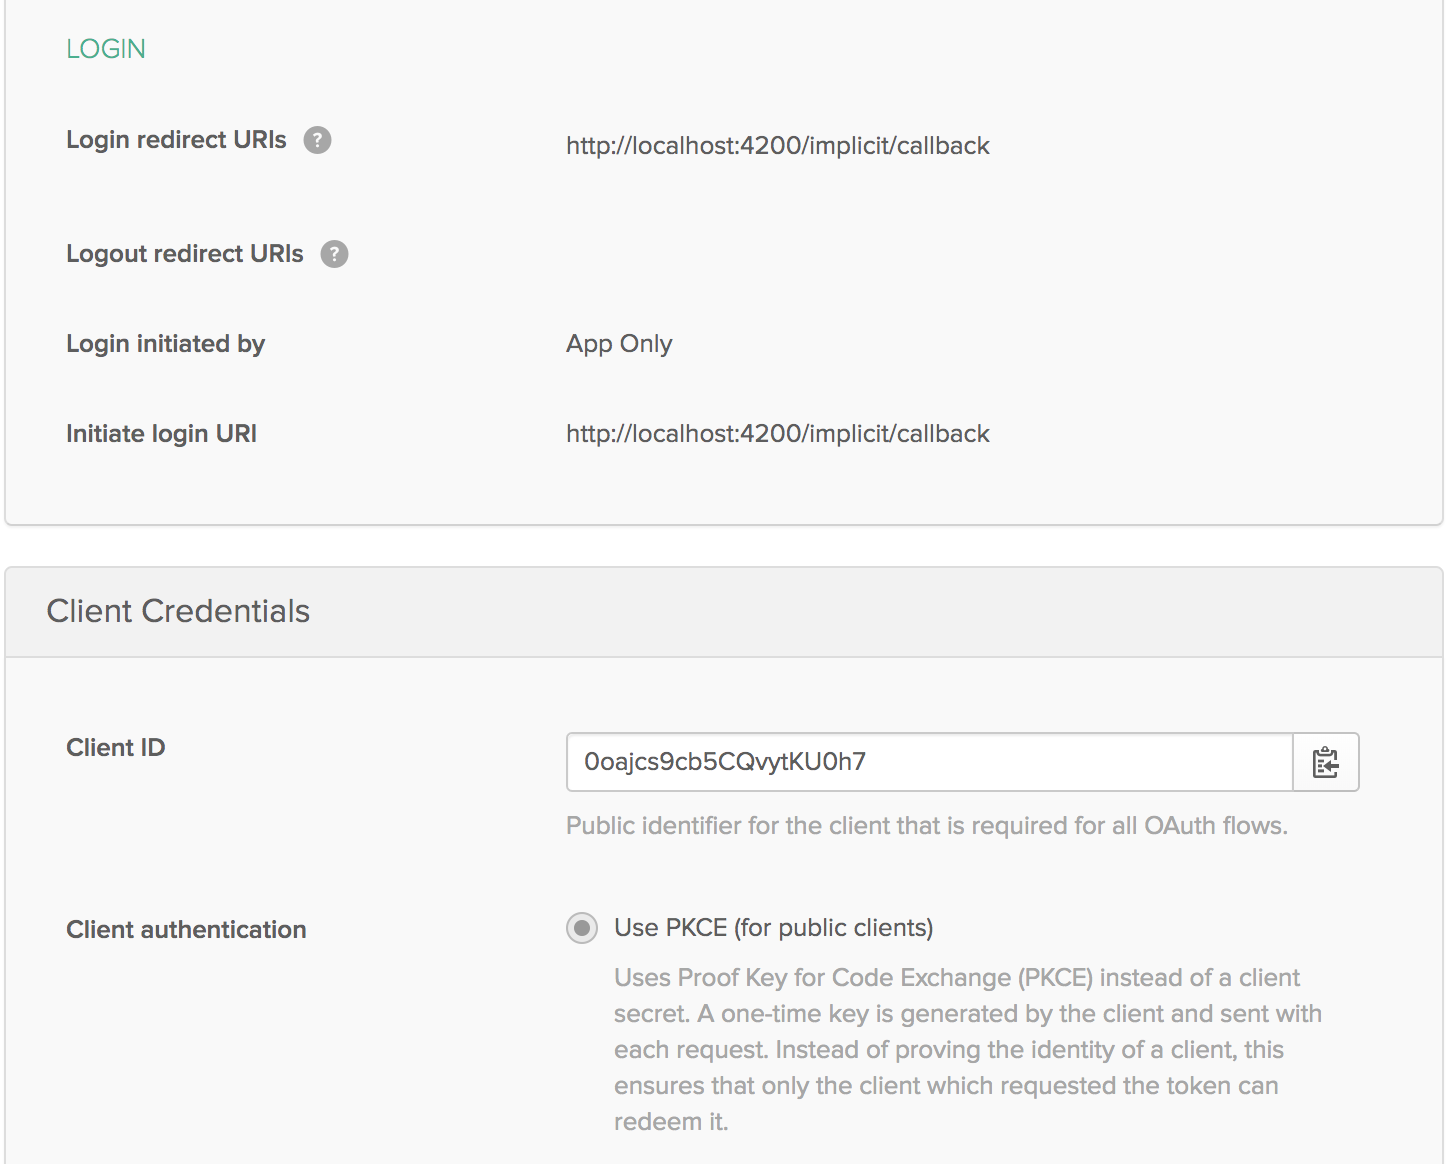 LOGIN
Login redirect URIs ?
http://localhost:4200/implicit/callback
Logout redirect URIs ?
Login initiated by
App Only
Initiate login URI
http://localhost:4200/implicit/callback
Client Credentials
Client ID
0oajcs9cb5CQvytKU0h7
Public identifier for the client that is required for all OAuth flows.
Client authentication
Use PKCE (for public clients)
Uses Proof Key for Code Exchange (PKCE) instead of a client
secret. A one-time key is generated by the client and sent with
each request. Instead of proving the identity of a client, this
ensures that only the client which requested the token can
redeem it.